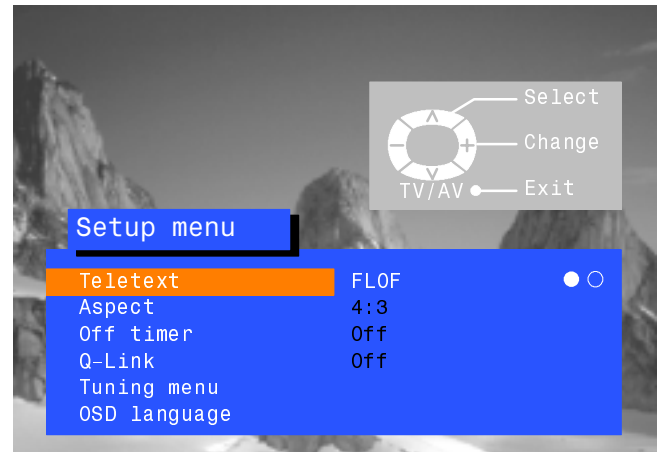 Select
Change
TV/AV Exit
Setup menu
Teletext FLOF
Aspect 4:3
Off timer Off
Q-Link Off
Tuning menu
OSD language